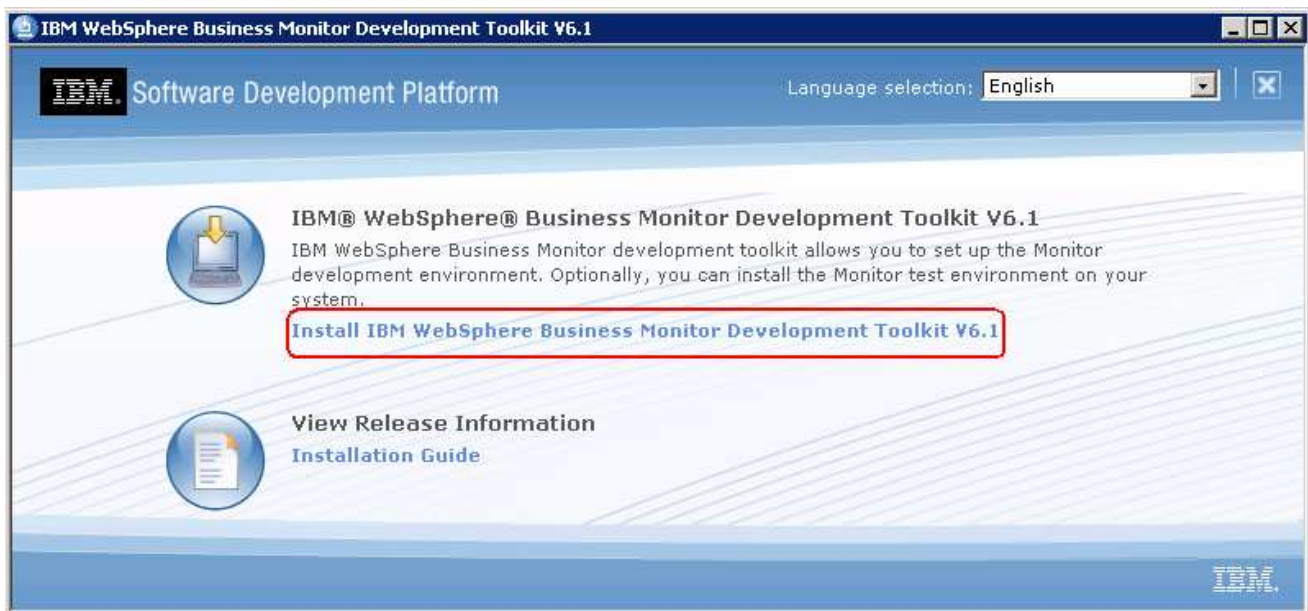 IBM WebSphere Business Monitor Development Toolkit V6.1
IBM. Software Development Platform
Language selection: English
IBM® WebSphere® Business Monitor Development Toolkit V6.1
IBM WebSphere Business Monitor development toolkit allows you to set up the Monitor
development environment. Optionally, you can install the Monitor test environment on your
system.
Install IBM WebSphere Business Monitor Development Toolkit V6.1
View Release Information
Installation Guide
IBM.